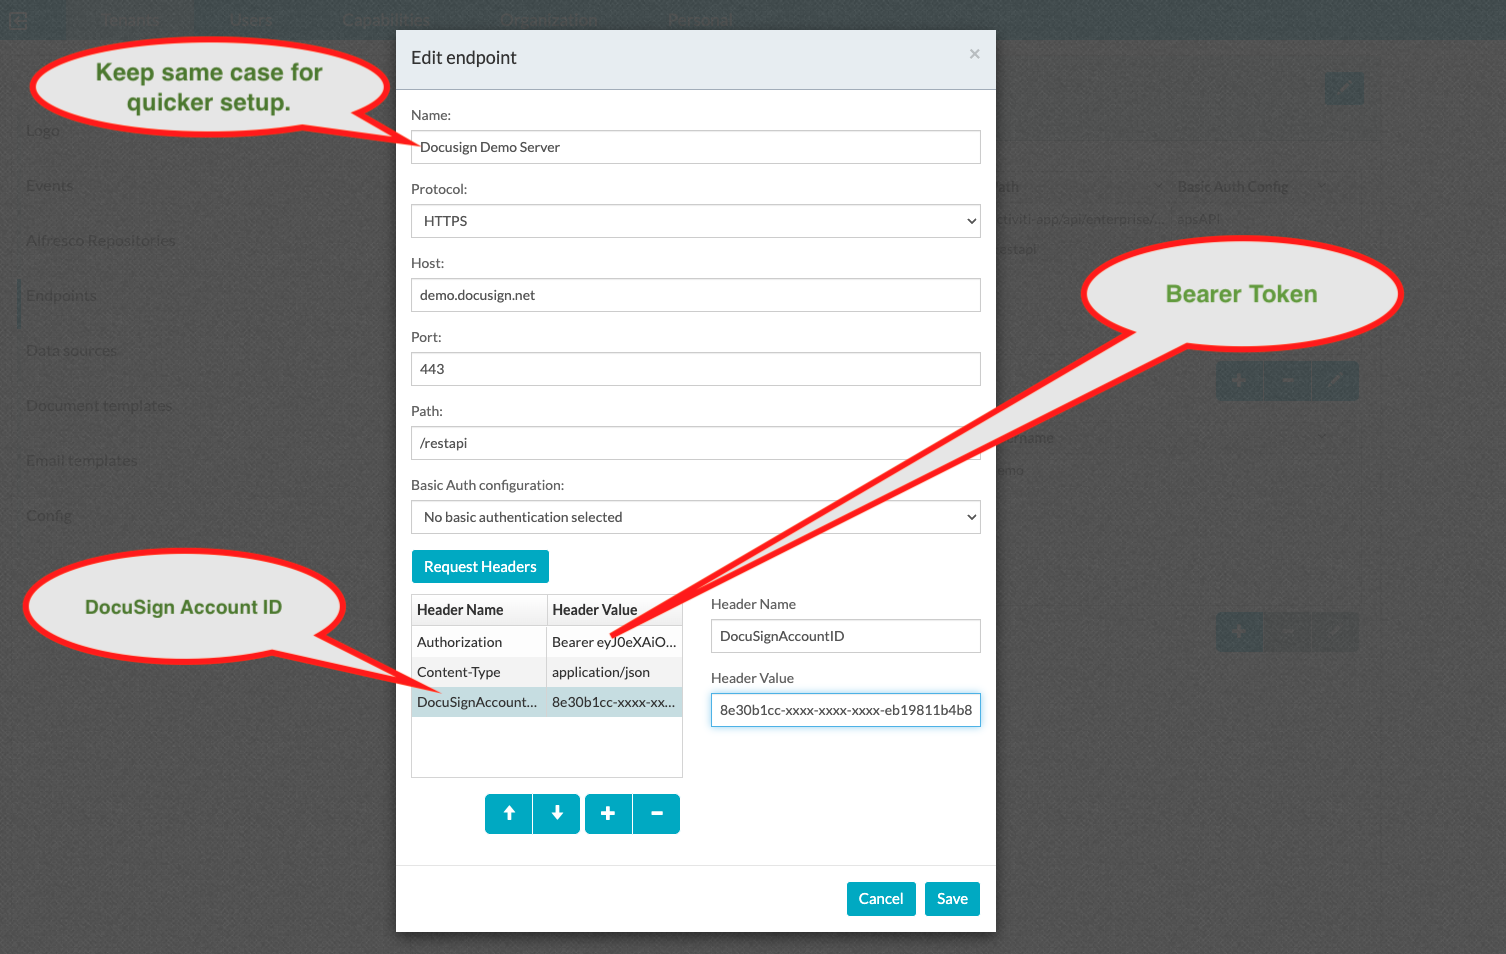 Tenants
Users
Capabilities
Organization
Personal
Keep same case for
quicker setup.
Logo
Events
Alfresco Repositories
Endpoints
Data sources
Document templates
Email templates
Config
DocuSign Account ID
Edit endpoint
×
Name:
Docusign Demo Server
Protocol:
HTTPS
Host:
demo.docusign.net
Port:
443
Path:
/restapi
Basic Auth configuration:
No basic authentication selected
Request Headers
Header Name Header Value
Authorization Bearer eyJ0eXAiO...
Content-Type application/json
DocuSignAccount... 8e30b1cc-xxxx-xx...
Header Name
DocuSignAccountID
Header Value
8e30b1cc-xxxx-xxxx-xxxx-eb19811b4b8
Cancel
Save
Basic Auth Config
ctiviti-app/api/enterprise/... apsAPI
estapi
Bearer Token